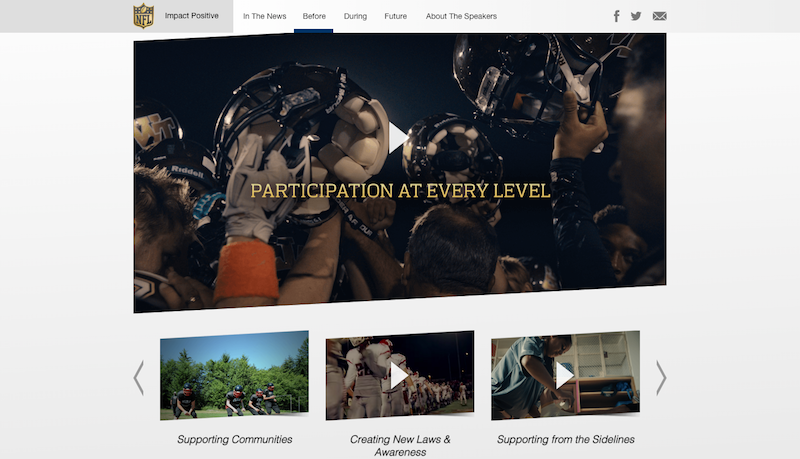 NFL
Impact Positive
In The News
Before
During
Future
About The Speakers
Riddell
PARTICIPATION AT EVERY LEVEL
Supporting Communities
Creating New Laws &
Awareness
Supporting from the Sidelines